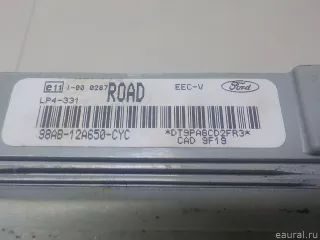 e11 1-00 0267 ROAD EEC-V Ford
LP4-331
98AB-12A650-CYC *DT9PA6CD2FR3*
CAD 9F19
eaural.ru